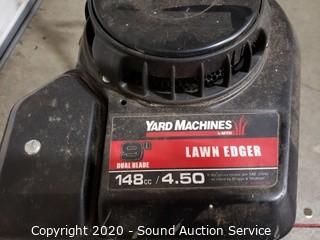 YARD MACHINES
by MTD
9"
DUAL BLADE
LAWN EDGER
148cc / 4.50
Copyright 2020 - Sound Auction Service